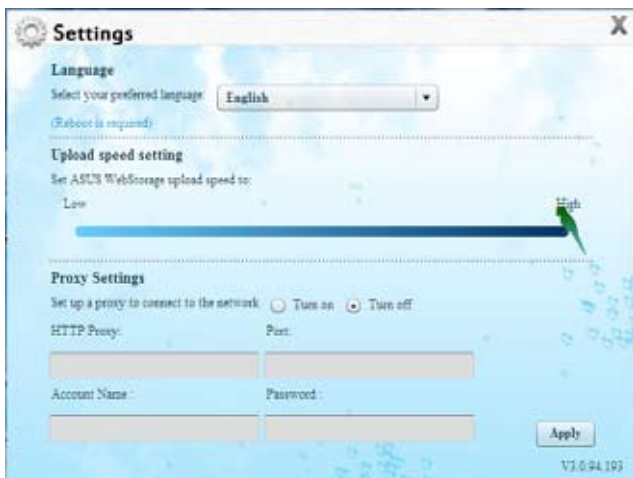 Settings
X
Language
Select your preferred language English
(Reboot is required)
Upload speed setting
Set ASUS WebStorage upload speed to:
Low High
Proxy Settings
Set up a proxy to connect to the network Turn on Turn off
HTTP Proxy: Port:
Account Name : Password :
Apply
V3.0.94.193